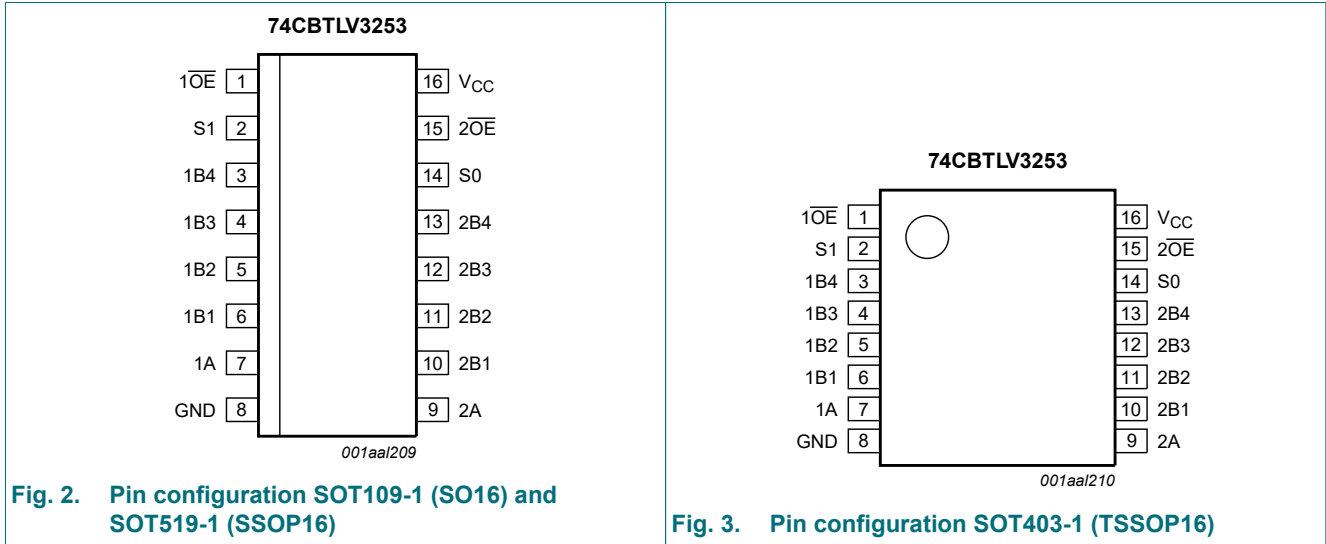 74CBTLV3253
1O̅E̅ 1
16 VCC
S1 2
15 2O̅E̅
1B4 3
14 S0
1B3 4
13 2B4
1B2 5
12 2B3
1B1 6
11 2B2
1A 7
10 2B1
GND 8
9 2A
001aal209
Fig. 2. Pin configuration SOT109-1 (SO16) and
SOT519-1 (SSOP16)
74CBTLV3253
1O̅E̅ 1
16 VCC
S1 2
15 2O̅E̅
1B4 3
14 S0
1B3 4
13 2B4
1B2 5
12 2B3
1B1 6
11 2B2
1A 7
10 2B1
GND 8
9 2A
001aal210
Fig. 3. Pin configuration SOT403-1 (TSSOP16)